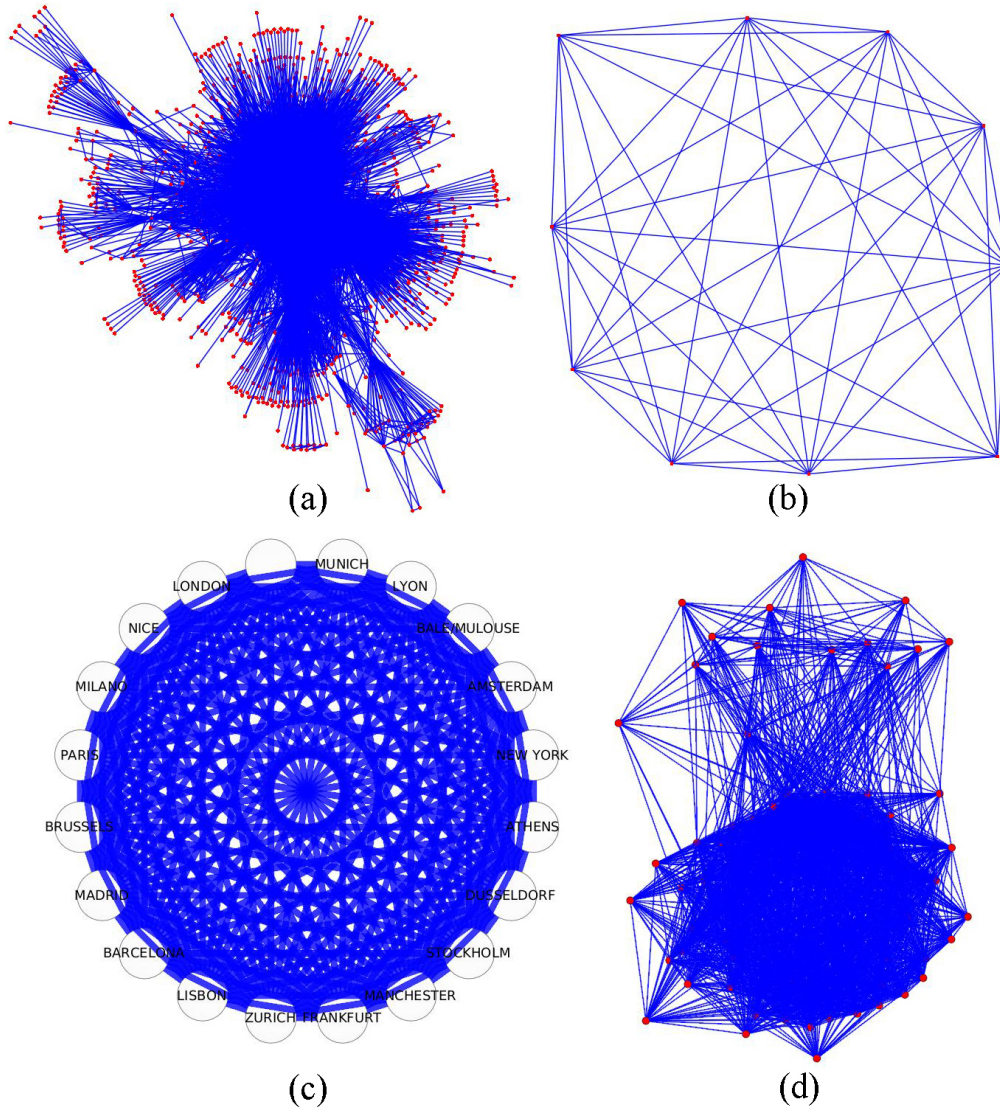 (a)
(b)
MUNICH
LONDON
LYON
NICE
BALE/MULOUSE
MILANO
AMSTERDAM
PARIS
NEW YORK
BRUSSELS
ATHENS
MADRID
DUSSELDORF
BARCELONA
STOCKHOLM
LISBON
MANCHESTER
ZURICH
FRANKFURT
(c)
(d)